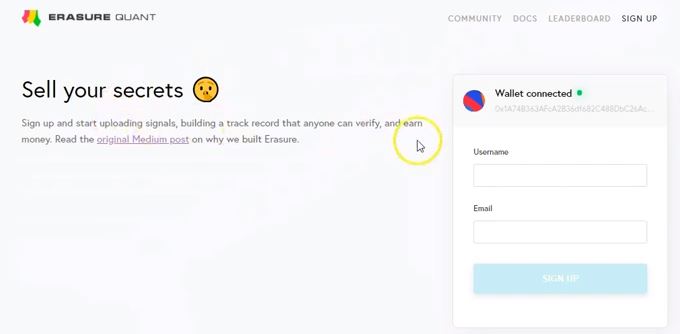 ERASURE QUANT
COMMUNITY DOCS LEADERBOARD SIGN UP
Sell your secrets
Sign up and start uploading signals, building a track record that anyone can verify, and earn
money. Read the original Medium post on why we built Erasure.
Wallet connected
Username
Email
SIGN UP